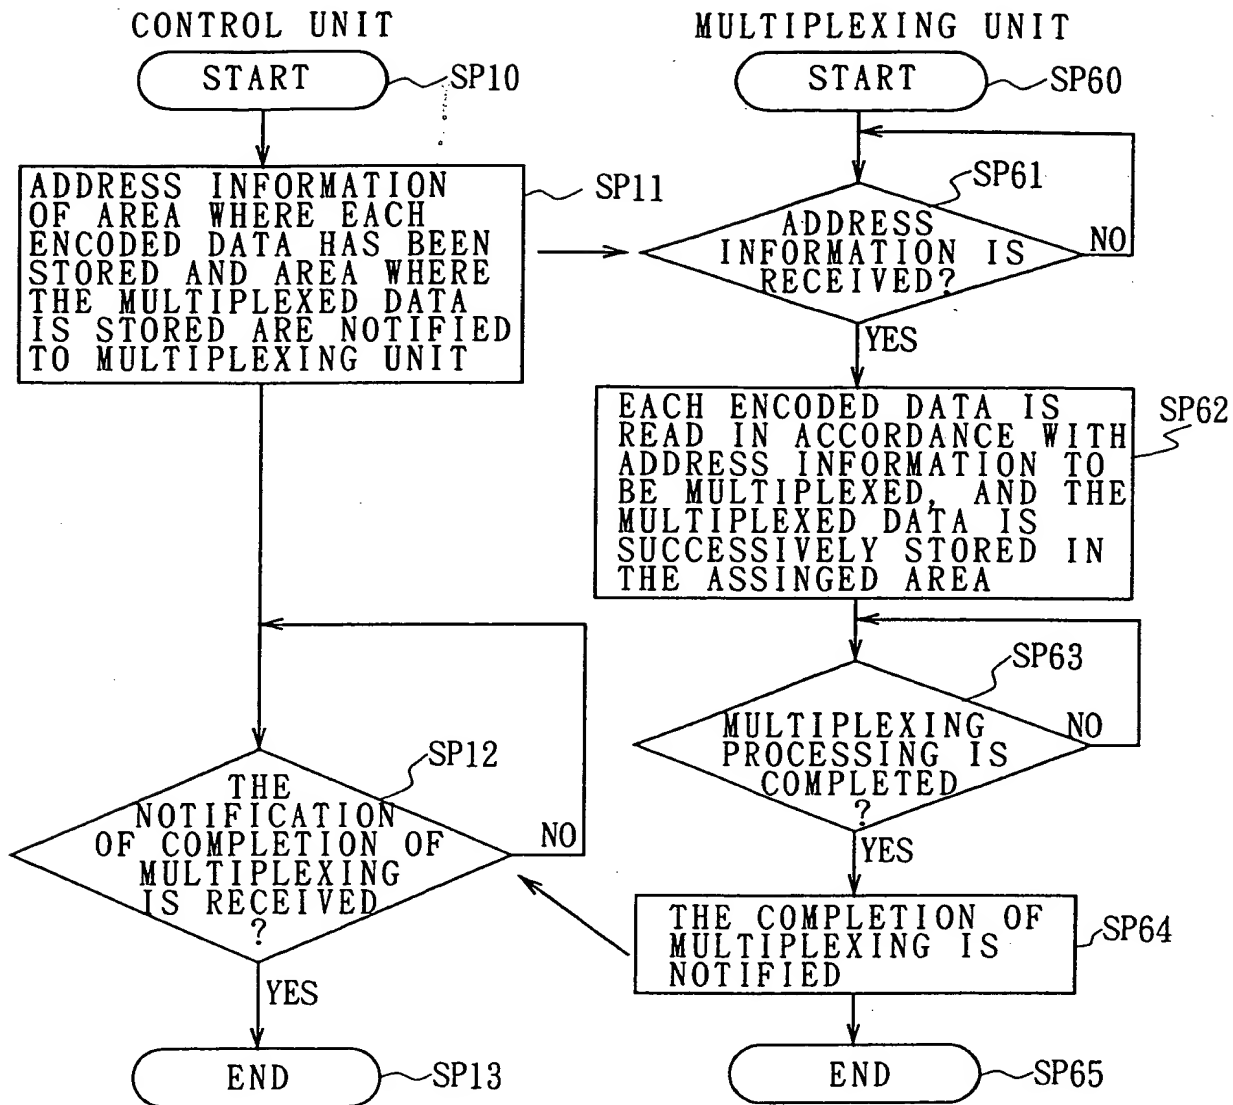 CONTROL UNIT
START
SP10
ADDRESS INFORMATION
OF AREA WHERE EACH
ENCODED DATA HAS BEEN
STORED AND AREA WHERE
THE MULTIPLEXED DATA
IS STORED ARE NOTIFIED
TO MULTIPLEXING UNIT
SP11
THE
NOTIFICATION
OF COMPLETION OF
MULTIPLEXING
IS RECEIVED
?
SP12
NO
YES
END
SP13
MULTIPLEXING UNIT
START
SP60
ADDRESS
INFORMATION IS
RECEIVED?
SP61
NO
YES
EACH ENCODED DATA IS
READ IN ACCORDANCE WITH
ADDRESS INFORMATION TO
BE MULTIPLEXED, AND THE
MULTIPLEXED DATA IS
SUCCESSIVELY STORED IN
THE ASSINGED AREA
SP62
MULTIPLEXING
PROCESSING IS
COMPLETED
?
SP63
NO
YES
THE COMPLETION OF
MULTIPLEXING IS
NOTIFIED
SP64
END
SP65